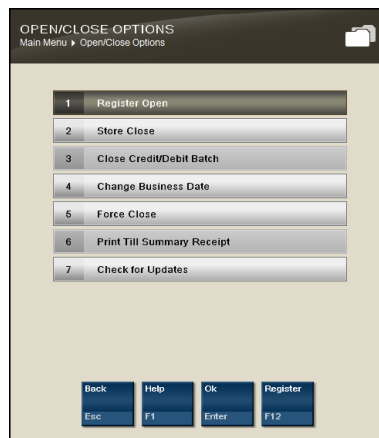 OPEN/CLOSE OPTIONS
Main Menu ▸ Open/Close Options
1 Register Open
2 Store Close
3 Close Credit/Debit Batch
4 Change Business Date
5 Force Close
6 Print Till Summary Receipt
7 Check for Updates
Back Help Ok Register
Esc F1 Enter F12